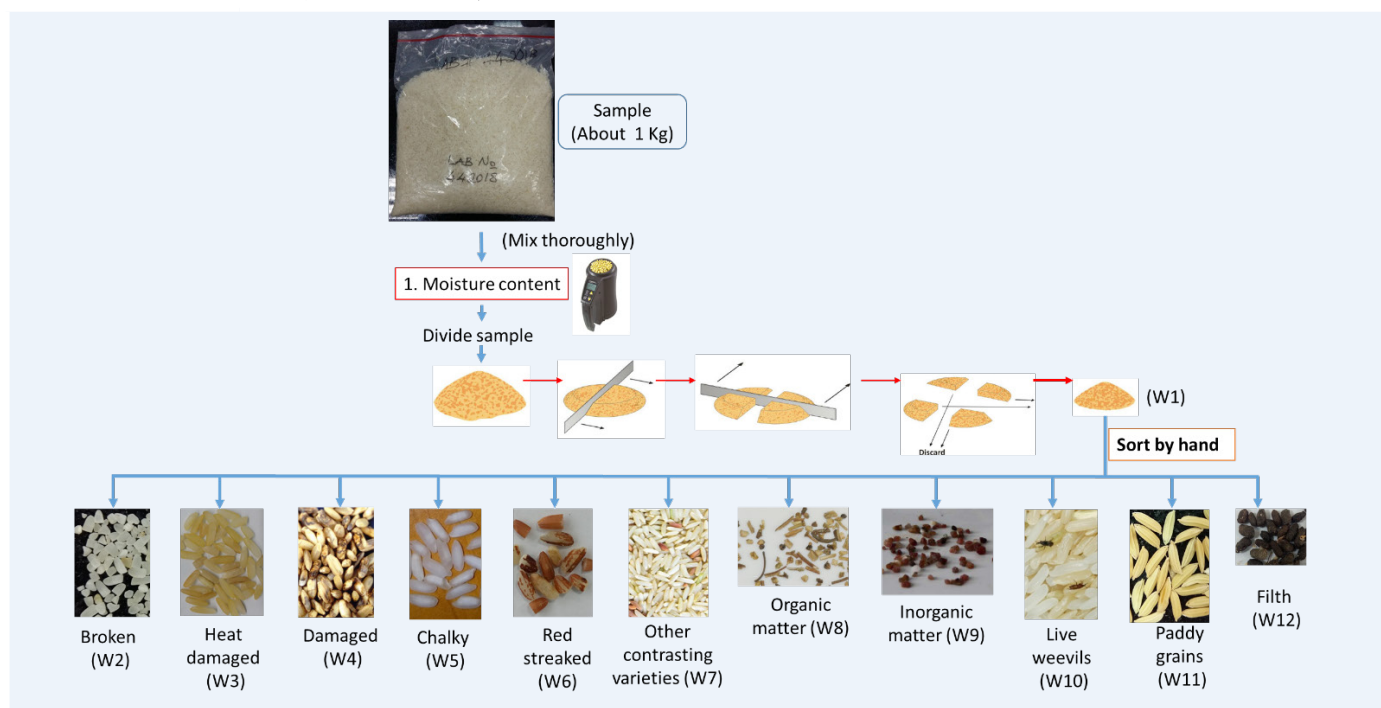 Sample
(About 1 Kg)
LAB No
(Mix thoroughly)
1. Moisture content
Divide sample
(W1)
Discard
Sort by hand
Broken
(W2)
Heat
damaged
(W3)
Damaged
(W4)
Chalky
(W5)
Red
streaked
(W6)
Other
contrasting
varieties (W7)
Organic
matter (W8)
Inorganic
matter (W9)
Live
weevils
(W10)
Paddy
grains
(W11)
Filth
(W12)